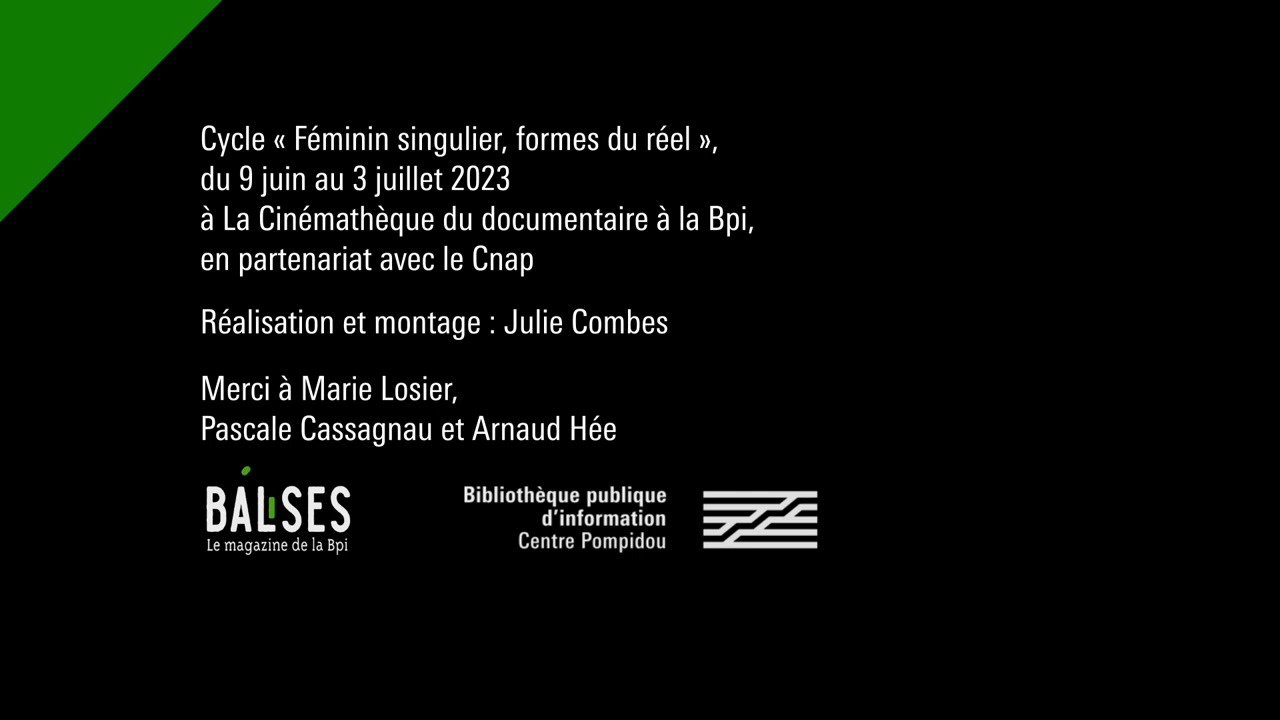 Cycle « Féminin singulier, formes du réel »,
du 9 juin au 3 juillet 2023
à La Cinémathèque du documentaire à la Bpi,
en partenariat avec le Cnap
Réalisation et montage : Julie Combes
Merci à Marie Losier,
Pascale Cassagnau et Arnaud Hée
BALISES
Le magazine de la Bpi
Bibliothèque publique
d'information
Centre Pompidou